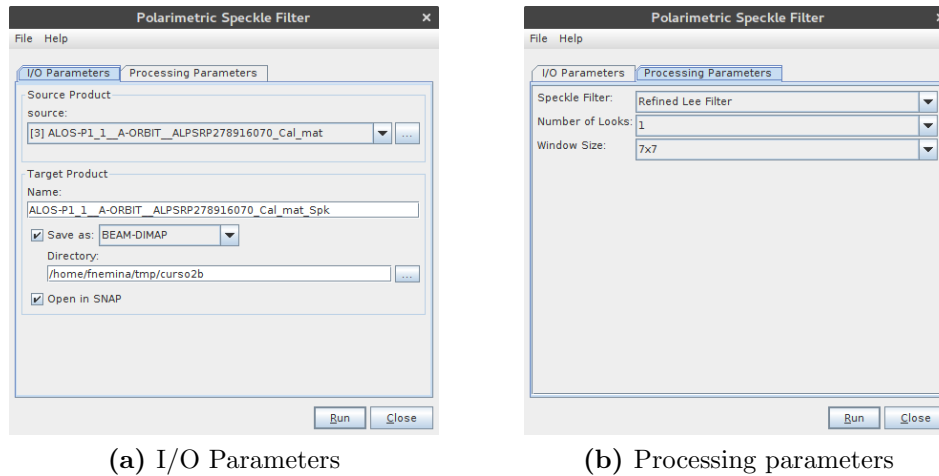 Polarimetric Speckle Filter ×
File Help
I/O Parameters Processing Parameters
Source Product
source:
[3] ALOS-P1_1__A-ORBIT__ALPSRP278916070_Cal_mat ...
Target Product
Name:
ALOS-P1_1__A-ORBIT__ALPSRP278916070_Cal_mat_Spk
Save as: BEAM-DIMAP
Directory:
/home/fnemina/tmp/curso2b ...
Open in SNAP
Run Close
(a) I/O Parameters
Polarimetric Speckle Filter
File Help
I/O Parameters Processing Parameters
Speckle Filter: Refined Lee Filter
Number of Looks: 1
Window Size: 7x7
Run Close
(b) Processing parameters